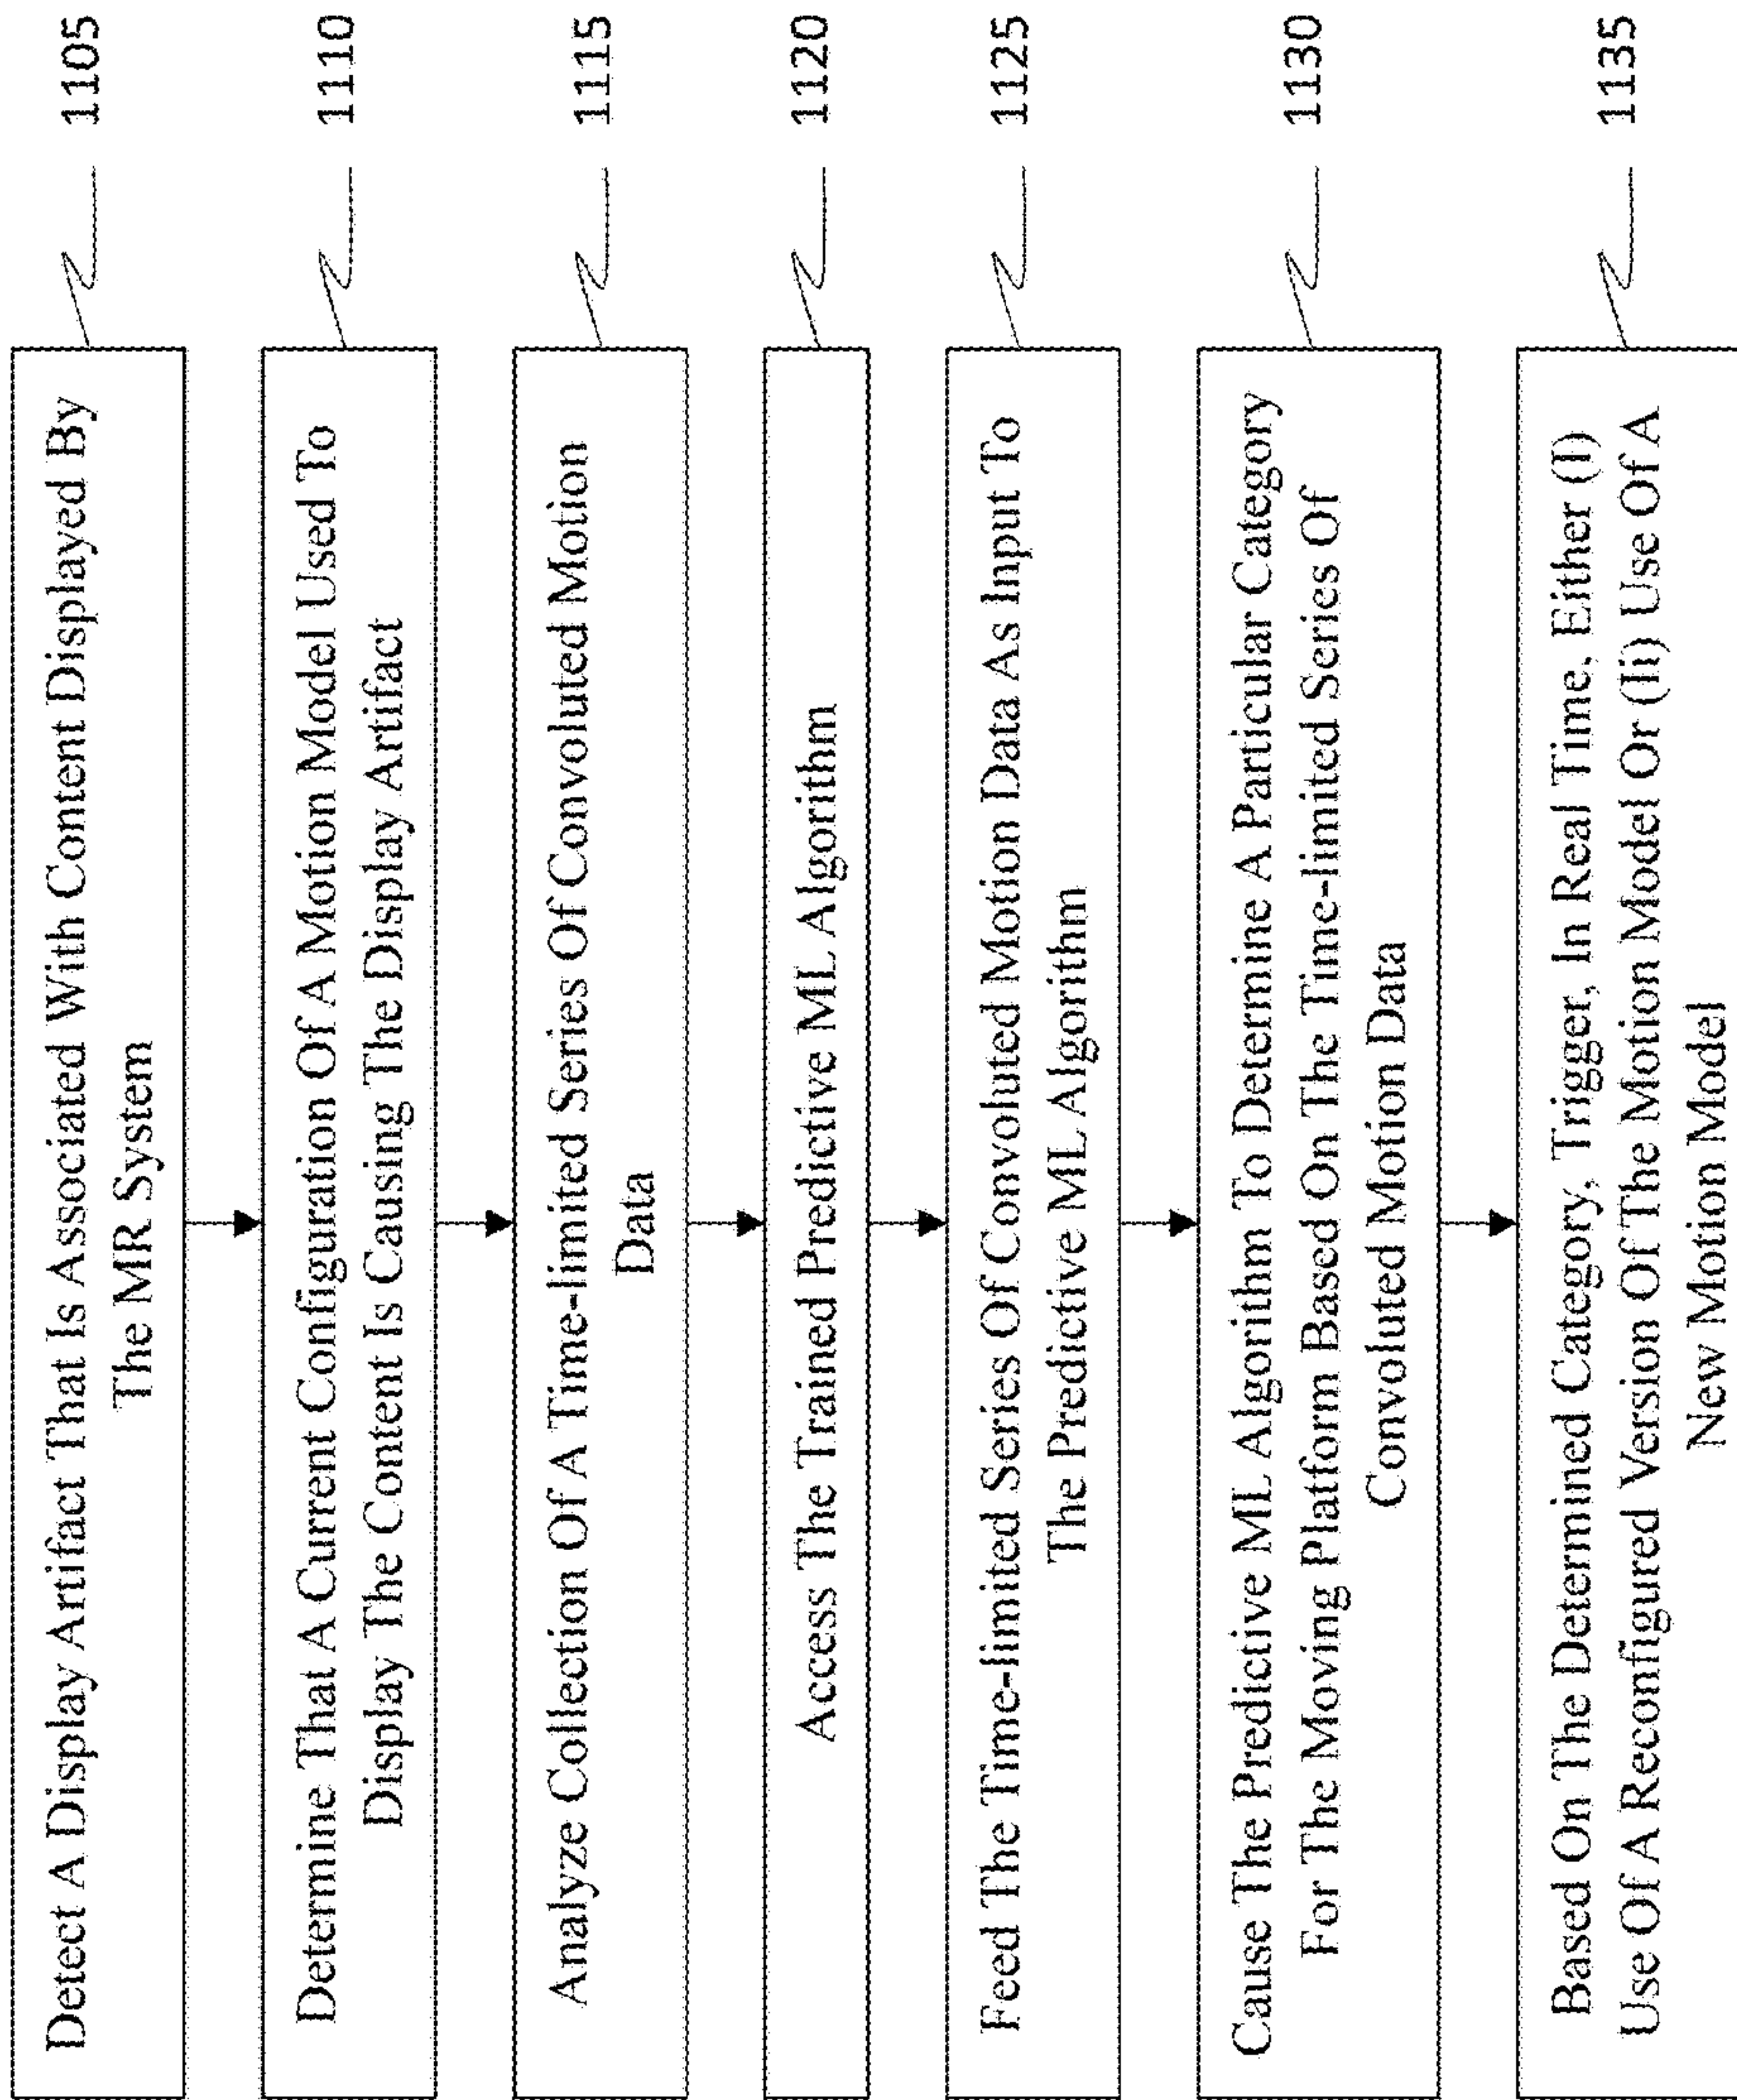 Detect A Display Artifact That Is Associated With Content Displayed By
The MR System
1105
Determine That A Current Configuration Of A Motion Model Used To
Display The Content Is Causing The Display Artifact
1110
Analyze Collection Of A Time-limited Series Of Convoluted Motion
Data
1115
Access The Trained Predictive ML Algorithm
1120
Feed The Time-limited Series Of Convoluted Motion Data As Input To
The Predictive ML Algorithm
1125
Cause The Predictive ML Algorithm To Determine A Particular Category
For The Moving Platform Based On The Time-limited Series Of
Convoluted Motion Data
1130
Based On The Determined Category, Trigger, In Real Time, Either (I)
Use Of A Reconfigured Version Of The Motion Model Or (Ii) Use Of A
New Motion Model
1135